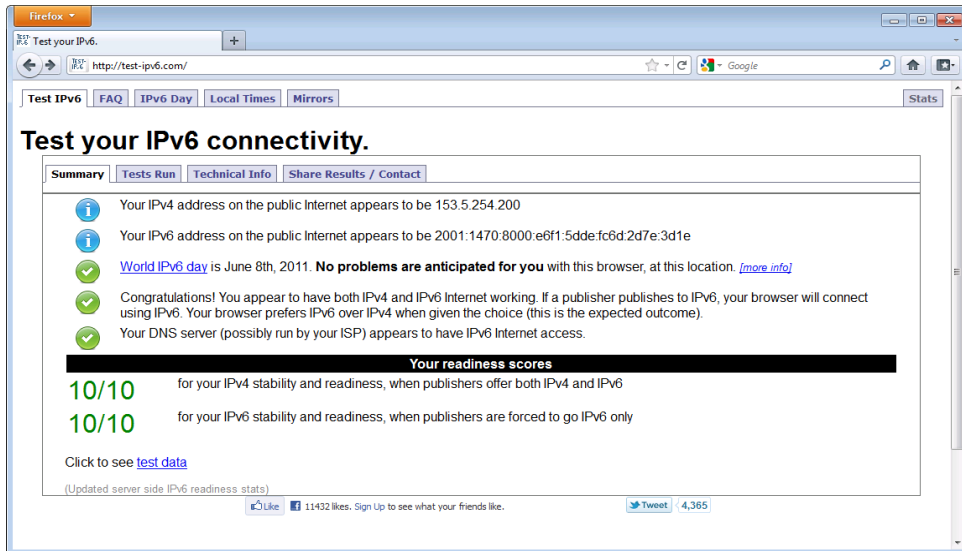 Firefox
Test your IPv6.
http://test-ipv6.com/
Google
Test IPv6 FAQ IPv6 Day Local Times Mirrors Stats
Test your IPv6 connectivity.
Summary Tests Run Technical Info Share Results / Contact
Your IPv4 address on the public Internet appears to be 153.5.254.200
Your IPv6 address on the public Internet appears to be 2001:1470:8000:e6f1:5dde:fc6d:2d7e:3d1e
World IPv6 day is June 8th, 2011. No problems are anticipated for you with this browser, at this location. [more info]
Congratulations! You appear to have both IPv4 and IPv6 Internet working. If a publisher publishes to IPv6, your browser will connect
using IPv6. Your browser prefers IPv6 over IPv4 when given the choice (this is the expected outcome).
Your DNS server (possibly run by your ISP) appears to have IPv6 Internet access.
Your readiness scores
10/10 for your IPv4 stability and readiness, when publishers offer both IPv4 and IPv6
10/10 for your IPv6 stability and readiness, when publishers are forced to go IPv6 only
Click to see test data
(Updated server side IPv6 readiness stats)
Like 11432 likes. Sign Up to see what your friends like. Tweet 4,365